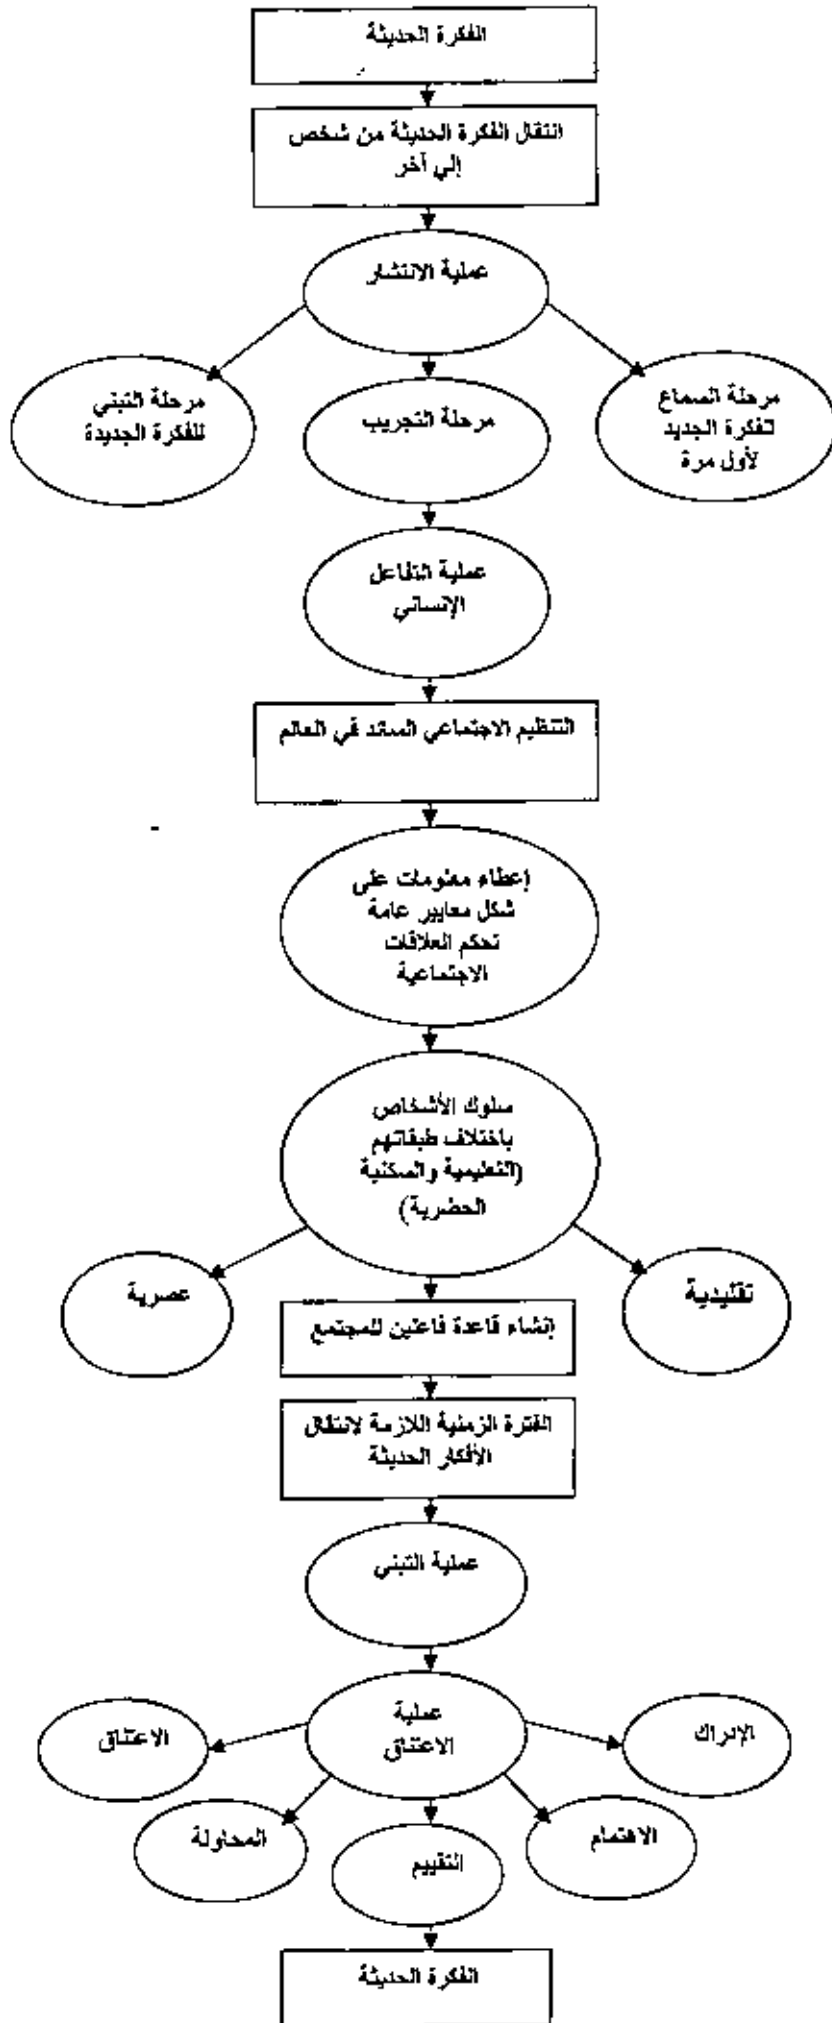 الفكرة الحديثة
انتقال الفكرة الحديثة من شخص
إلي آخر
عملية الانتشار
مرحلة السماع
للفكرة الجديد
لأول مرة
مرحلة التجريب
مرحلة التبني
للفكرة الجديدة
عملية التفاعل
الإنساني
التنظيم الاجتماعي السائد في العالم
إعطاء معلومات على
شكل معايير عامة
تحكم العلاقات
الاجتماعية
سلوك الأشخاص
باختلاف طبقاتهم
(التعليمية والسكنية
الحضرية)
تقليدية
عصرية
إنشاء قاعدة فاعلين للمجتمع
الفترة الزمنية اللازمة لانتقال
الأفكار الحديثة
عملية التبني
عملية
الاعتناق
الإدراك
الاهتمام
التقييم
المحاولة
الاعتناق
الفكرة الحديثة